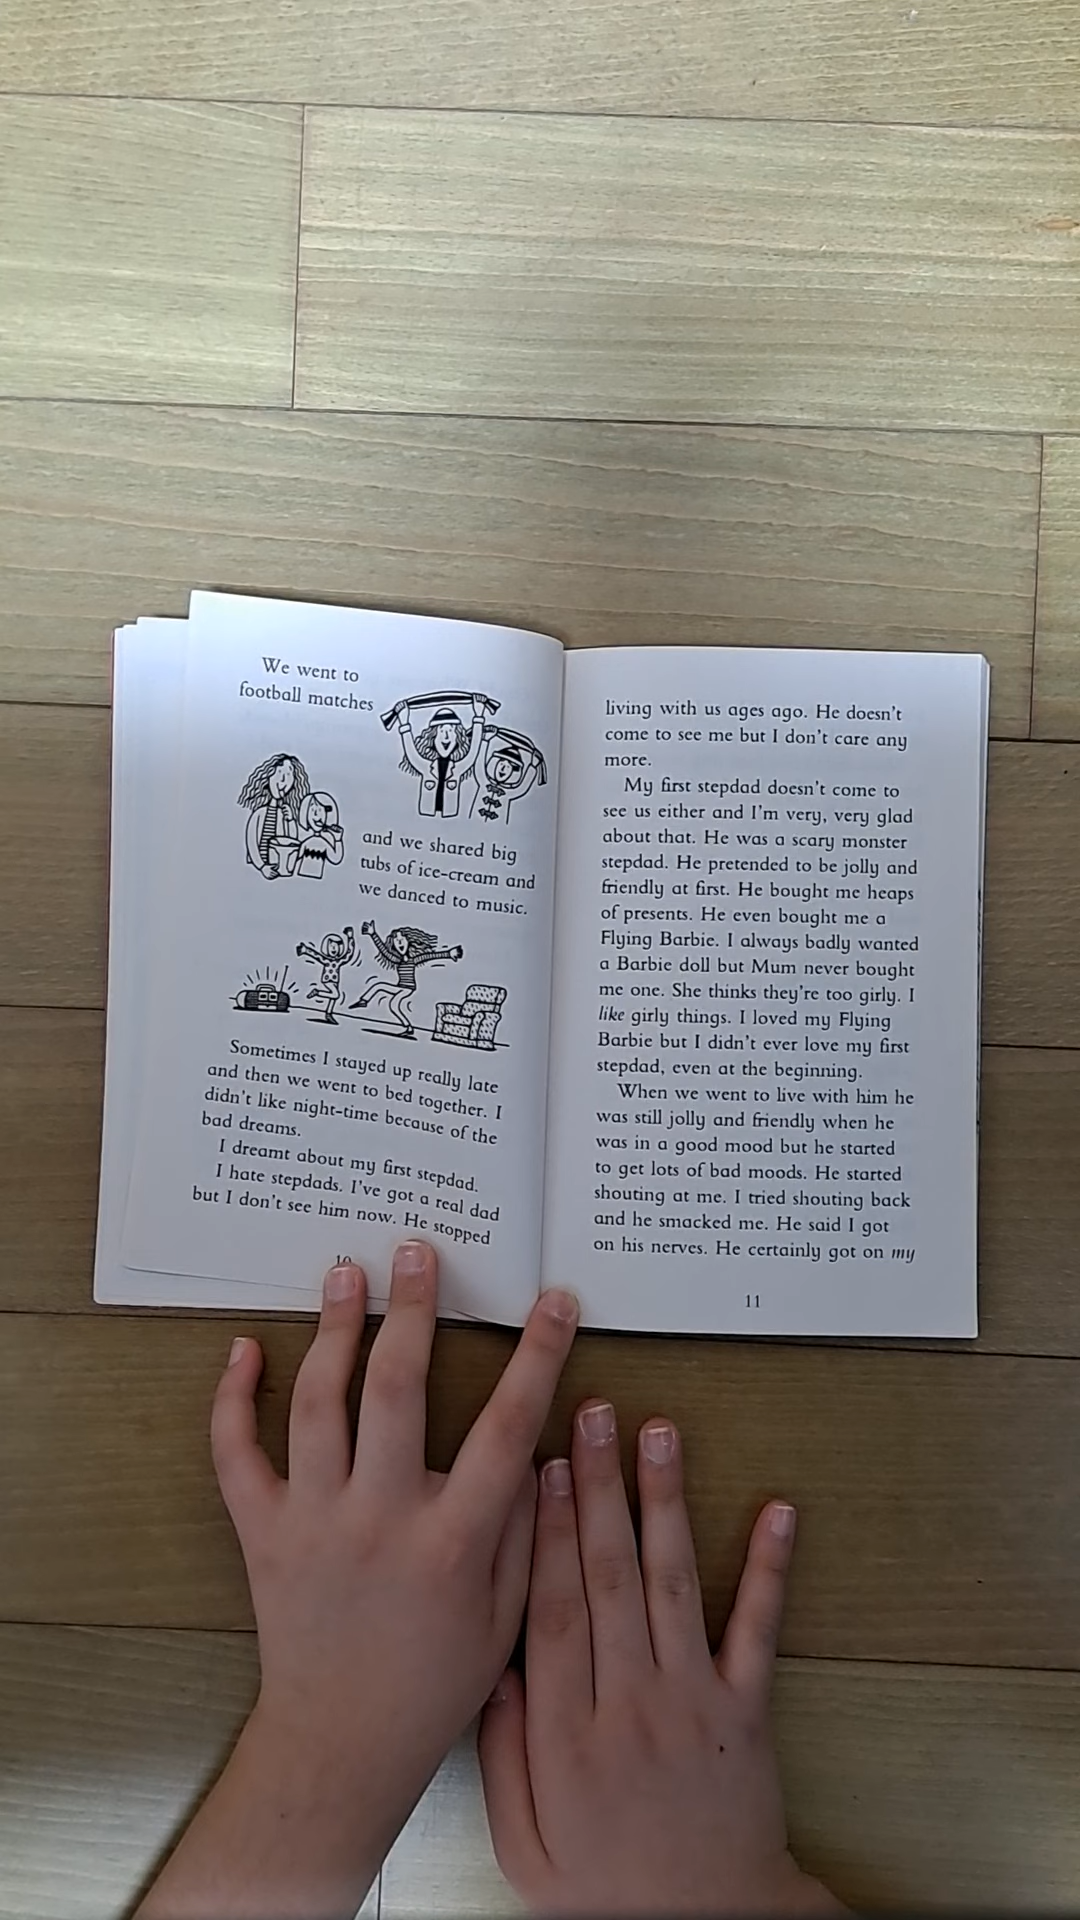 We went to
football matches
and we shared big
tubs of ice-cream and
we danced to music.
Sometimes I stayed up really late
and then we went to bed together. I
didn't like night-time because of the
bad dreams.
I dreamt about my first stepdad.
I hate stepdads. I've got a real dad
but I don't see him now. He stopped
10
living with us ages ago. He doesn't
come to see me but I don't care any
more.
My first stepdad doesn't come to
see us either and I'm very, very glad
about that. He was a scary monster
stepdad. He pretended to be jolly and
friendly at first. He bought me heaps
of presents. He even bought me a
Flying Barbie. I always badly wanted
a Barbie doll but Mum never bought
me one. She thinks they're too girly. I
like girly things. I loved my Flying
Barbie but I didn't ever love my first
stepdad, even at the beginning.
When we went to live with him he
was still jolly and friendly when he
was in a good mood but he started
to get lots of bad moods. He started
shouting at me. I tried shouting back
and he smacked me. He said I got
on his nerves. He certainly got on my
11